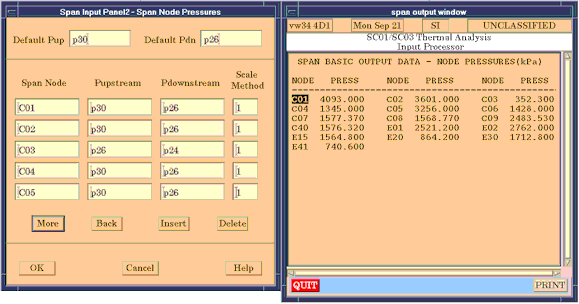 Span Input Panel2 - Span Node Pressures
Default Pup p30 Default Pdn p26
Span Node Pupstream Pdownstream Scale Method
C01 p30 p26 1
C02 p30 p26 1
C03 p26 p24 1
C04 p30 p26 1
C05 p30 p26 1
More Back Insert Delete
OK Cancel Help
span output window
vw34 4D1 Mon Sep 21 SI UNCLASSIFIED
SC01/SC03 Thermal Analysis
Input Processor
SPAN BASIC OUTPUT DATA - NODE PRESSURES(kPa)
NODE PRESS NODE PRESS NODE PRESS
C01 4093.000 C02 3601.000 C03 352.300
C04 1345.000 C05 3256.000 C06 1428.000
C07 1577.370 C08 1568.770 C09 2483.530
C40 1576.320 E01 2521.200 E02 2762.000
E15 1564.800 E20 864.200 E30 1712.800
E41 740.600
QUIT PRINT